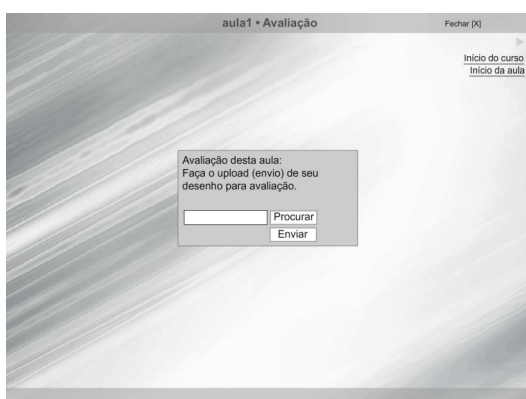 aula1 • Avaliação
Fechar [X]
Início do curso
Início da aula
Avaliação desta aula:
Faça o upload (envio) de seu
desenho para avaliação.
Procurar
Enviar